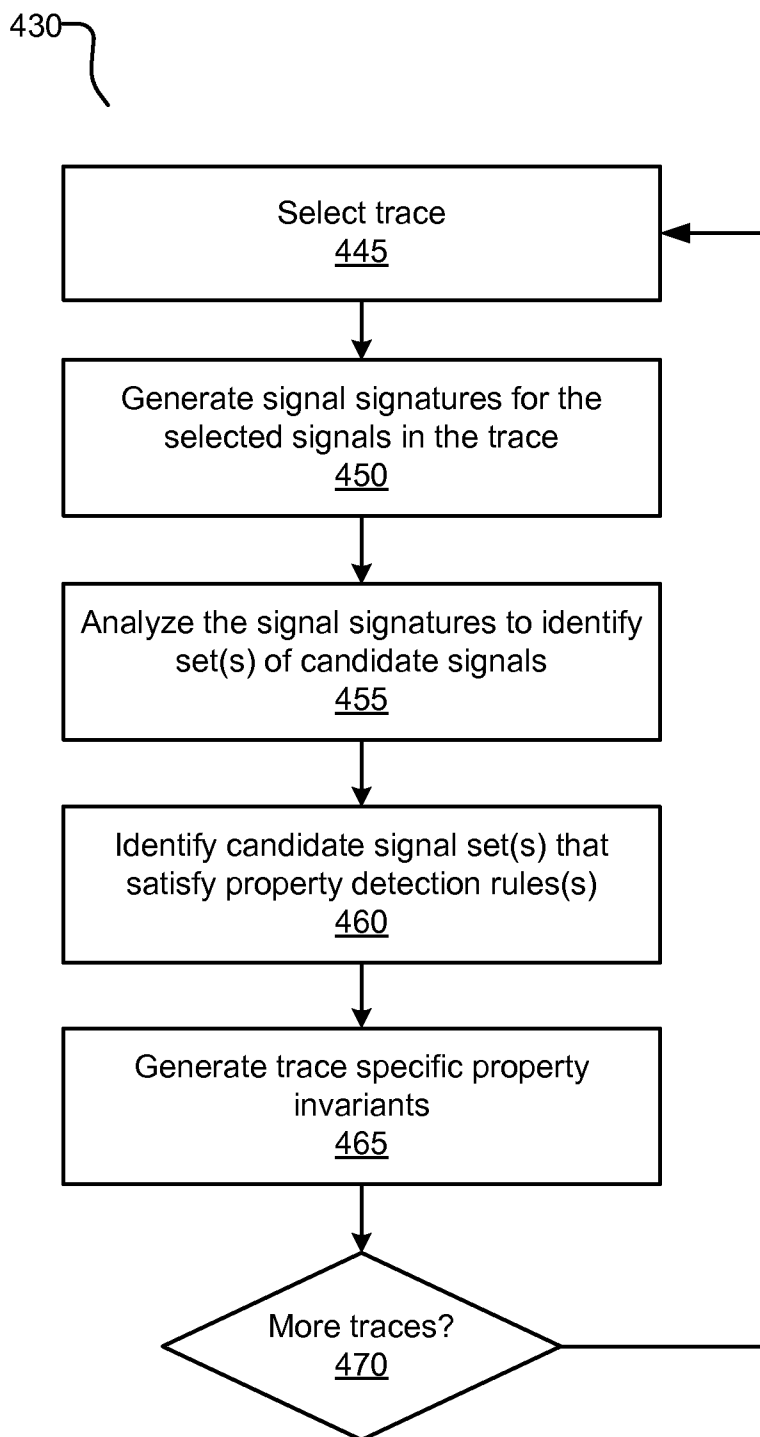 430
Select trace
445
Generate signal signatures for the
selected signals in the trace
450
Analyze the signal signatures to identify
set(s) of candidate signals
455
Identify candidate signal set(s) that
satisfy property detection rules(s)
460
Generate trace specific property
invariants
465
More traces?
470